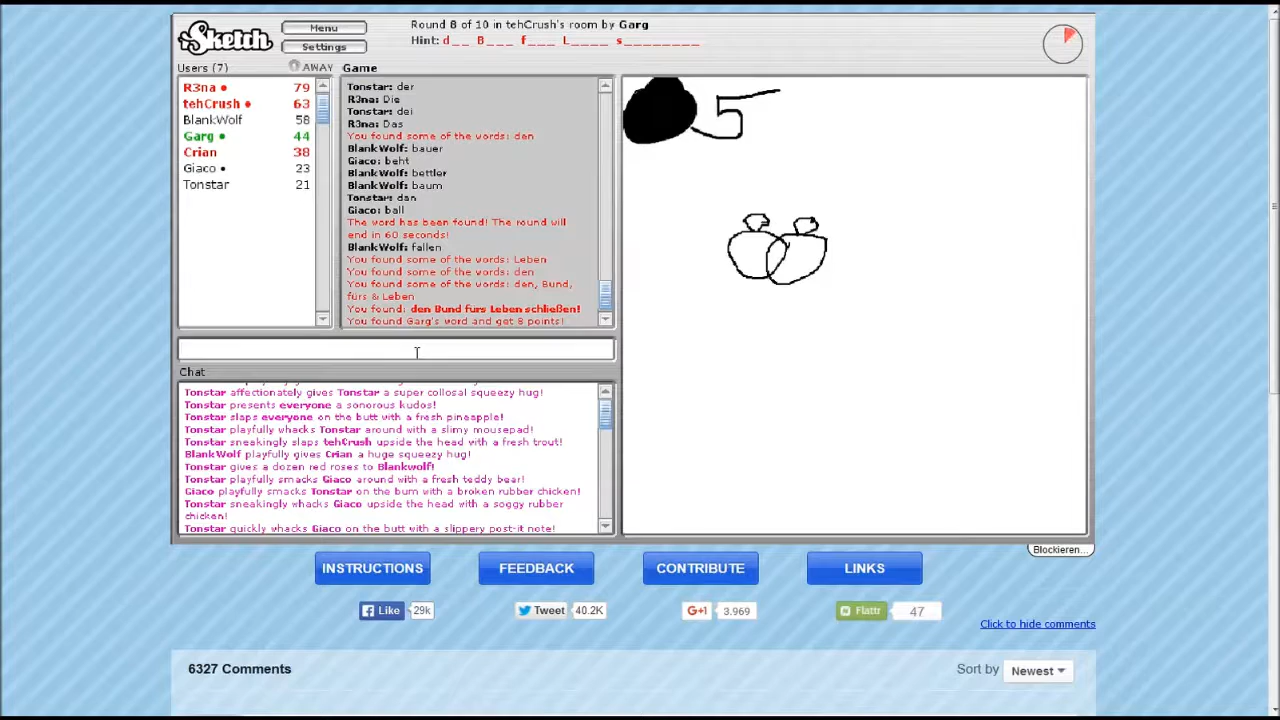 iSketch
Menu
Settings
Round 8 of 10 in tehCrush's room by Garg
Hint: d__ B___ f___ L____ s_________
Users (7)
AWAY
Game
R3na • 79
tehCrush • 63
BlankWolf 58
Garg • 44
Crian 38
Giaco • 23
Tonstar 21
Tonstar: der
R3na: Die
Tonstar: dei
R3na: Das
You found some of the words: den
BlankWolf: bauer
Giaco: beht
BlankWolf: bettler
BlankWolf: baum
Tonstar: dan
Giaco: ball
The word has been found! The round will
end in 60 seconds!
BlankWolf: fallen
You found some of the words: Leben
You found some of the words: den
You found some of the words: den, Bund,
fürs & Leben
You found: den Bund fürs Leben schließen!
You found Garg's word and get 8 points!
5
Chat
Tonstar affectionately gives Tonstar a super collosal squeezy hug!
Tonstar presents everyone a sonorous kudos!
Tonstar slaps everyone on the butt with a fresh pineapple!
Tonstar playfully whacks Tonstar around with a slimy mousepad!
Tonstar sneakingly slaps tehCrush upside the head with a fresh trout!
BlankWolf playfully gives Crian a huge squeezy hug!
Tonstar gives a dozen red roses to Blankwolf!
Tonstar playfully smacks Giaco around with a fresh teddy bear!
Giaco playfully smacks Tonstar on the bum with a broken rubber chicken!
Tonstar sneakingly whacks Giaco upside the head with a soggy rubber
chicken!
Tonstar quickly whacks Giaco on the butt with a slippery post-it note!
Blockieren...
INSTRUCTIONS
FEEDBACK
CONTRIBUTE
LINKS
Like 29k
Tweet 40.2K
G+1 3.969
Flattr 47
Click to hide comments
6327 Comments
Sort by Newest